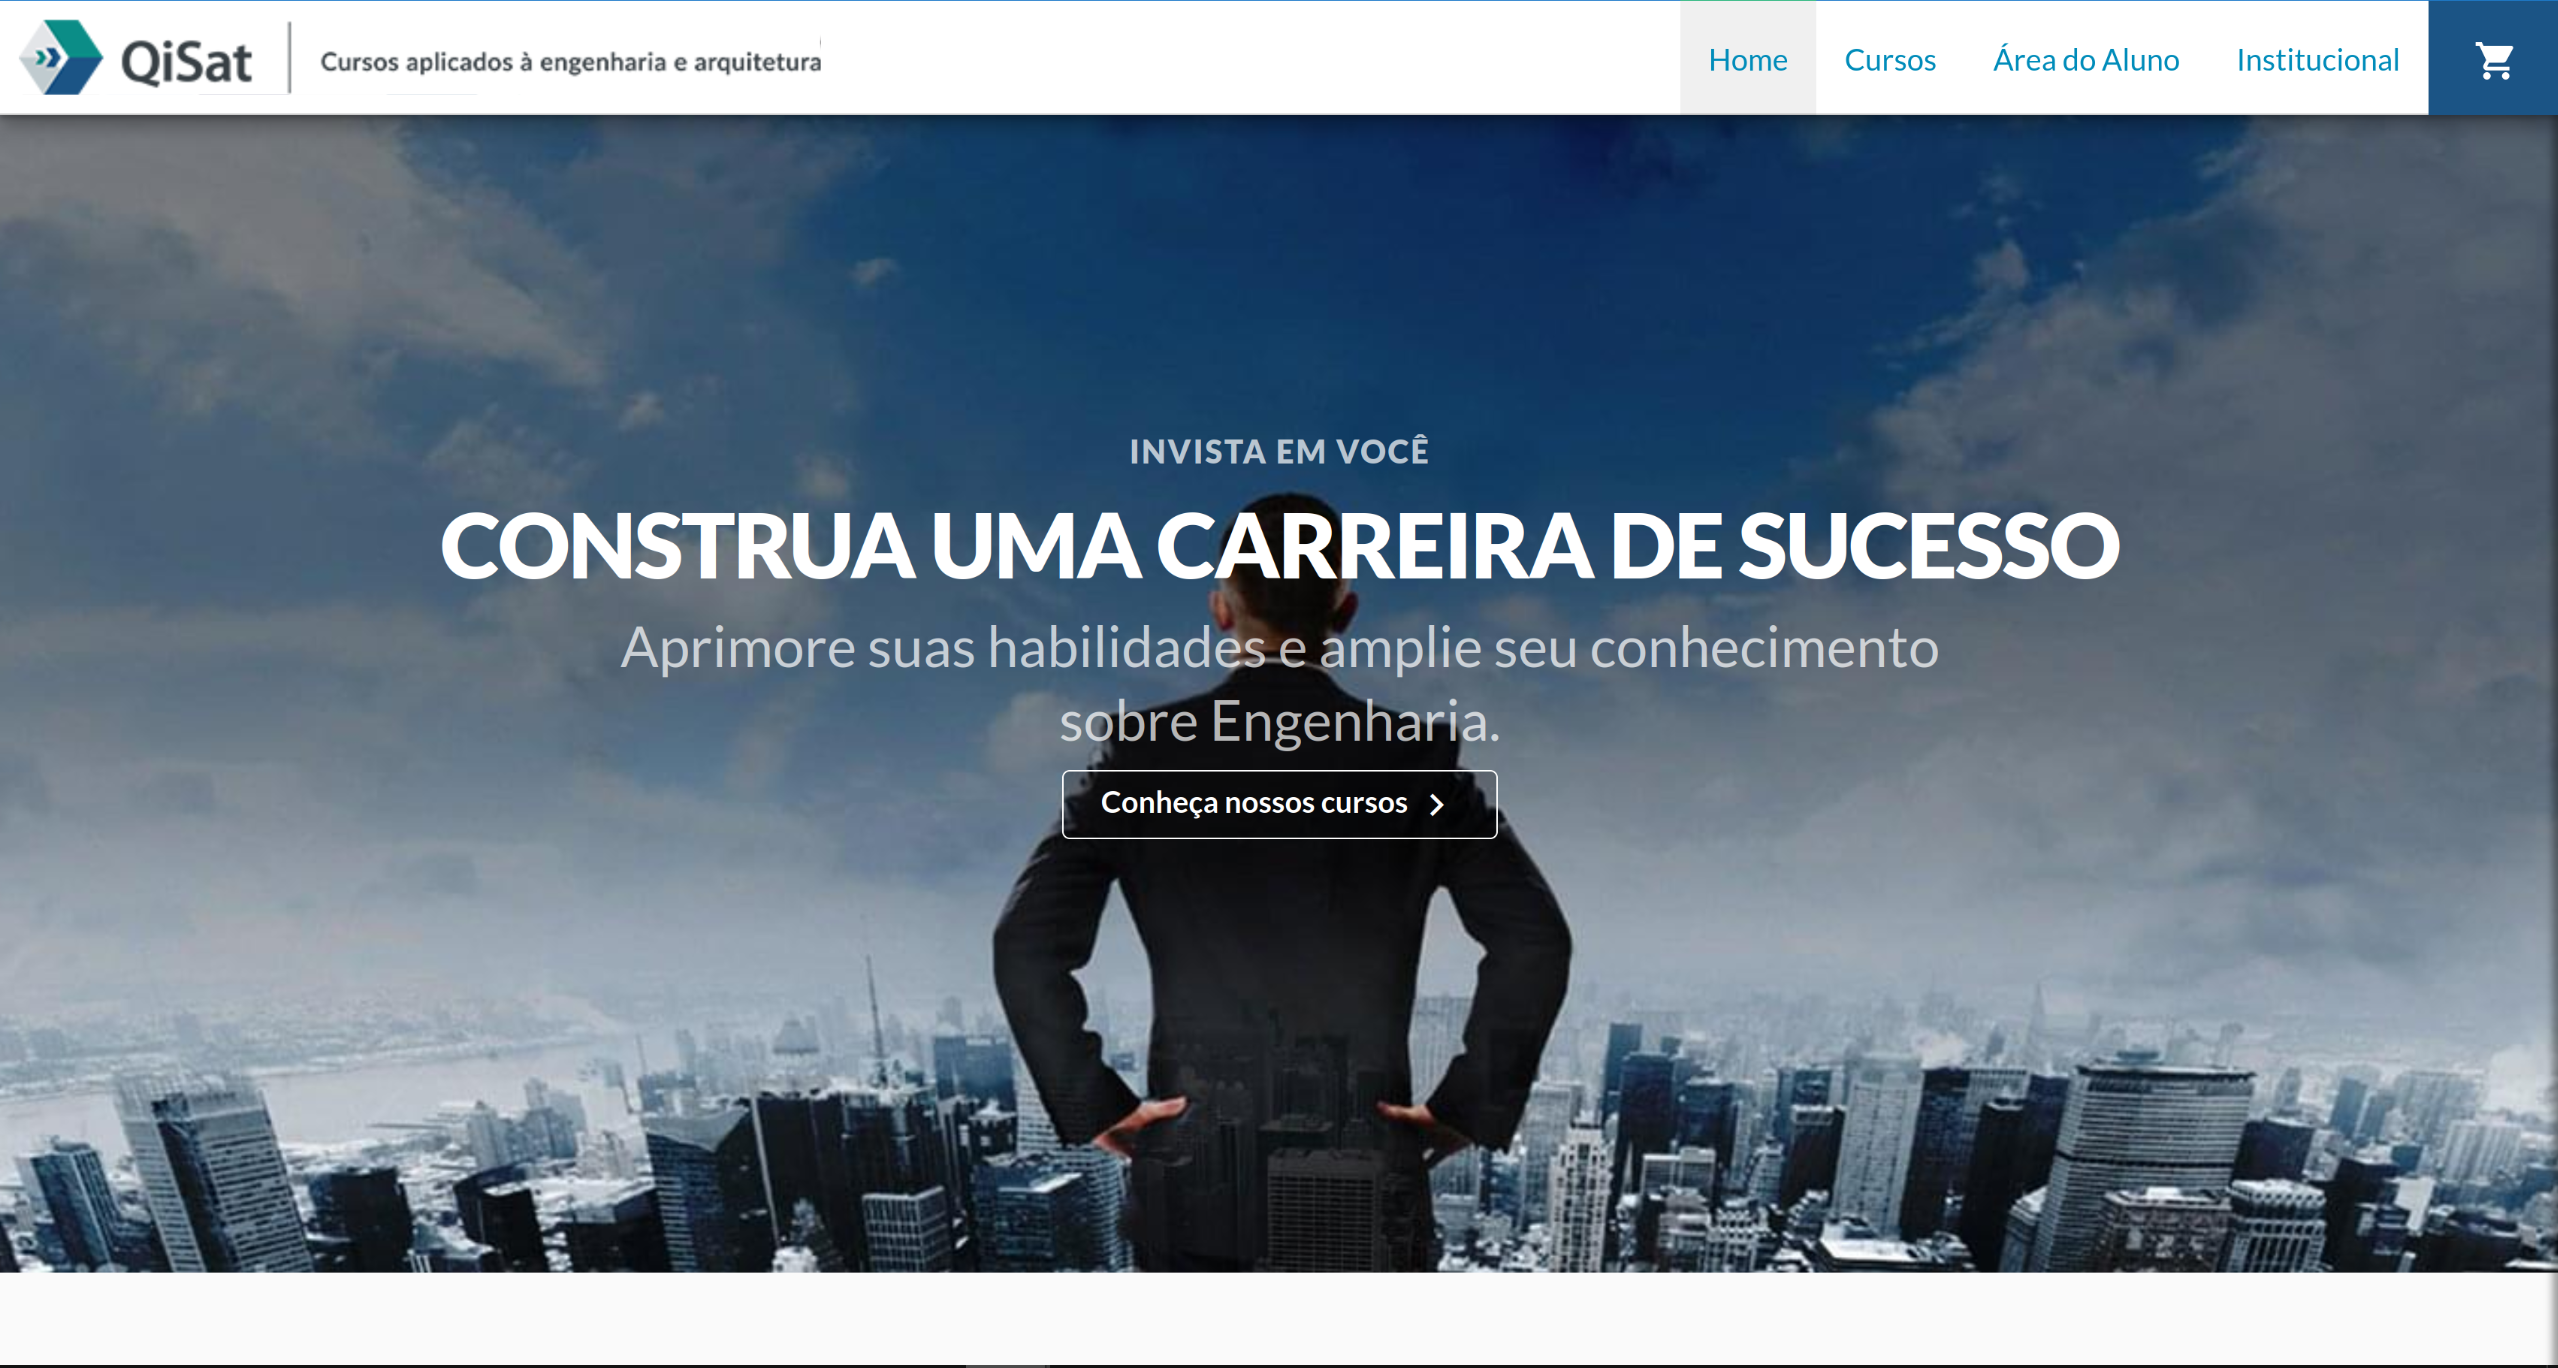 QiSat
Cursos aplicados à engenharia e arquitetura
Home
Cursos
Área do Aluno
Institucional
INVISTA EM VOCÊ
CONSTRUA UMA CARREIRA DE SUCESSO
Aprimore suas habilidades e amplie seu conhecimento
sobre Engenharia.
Conheça nossos cursos